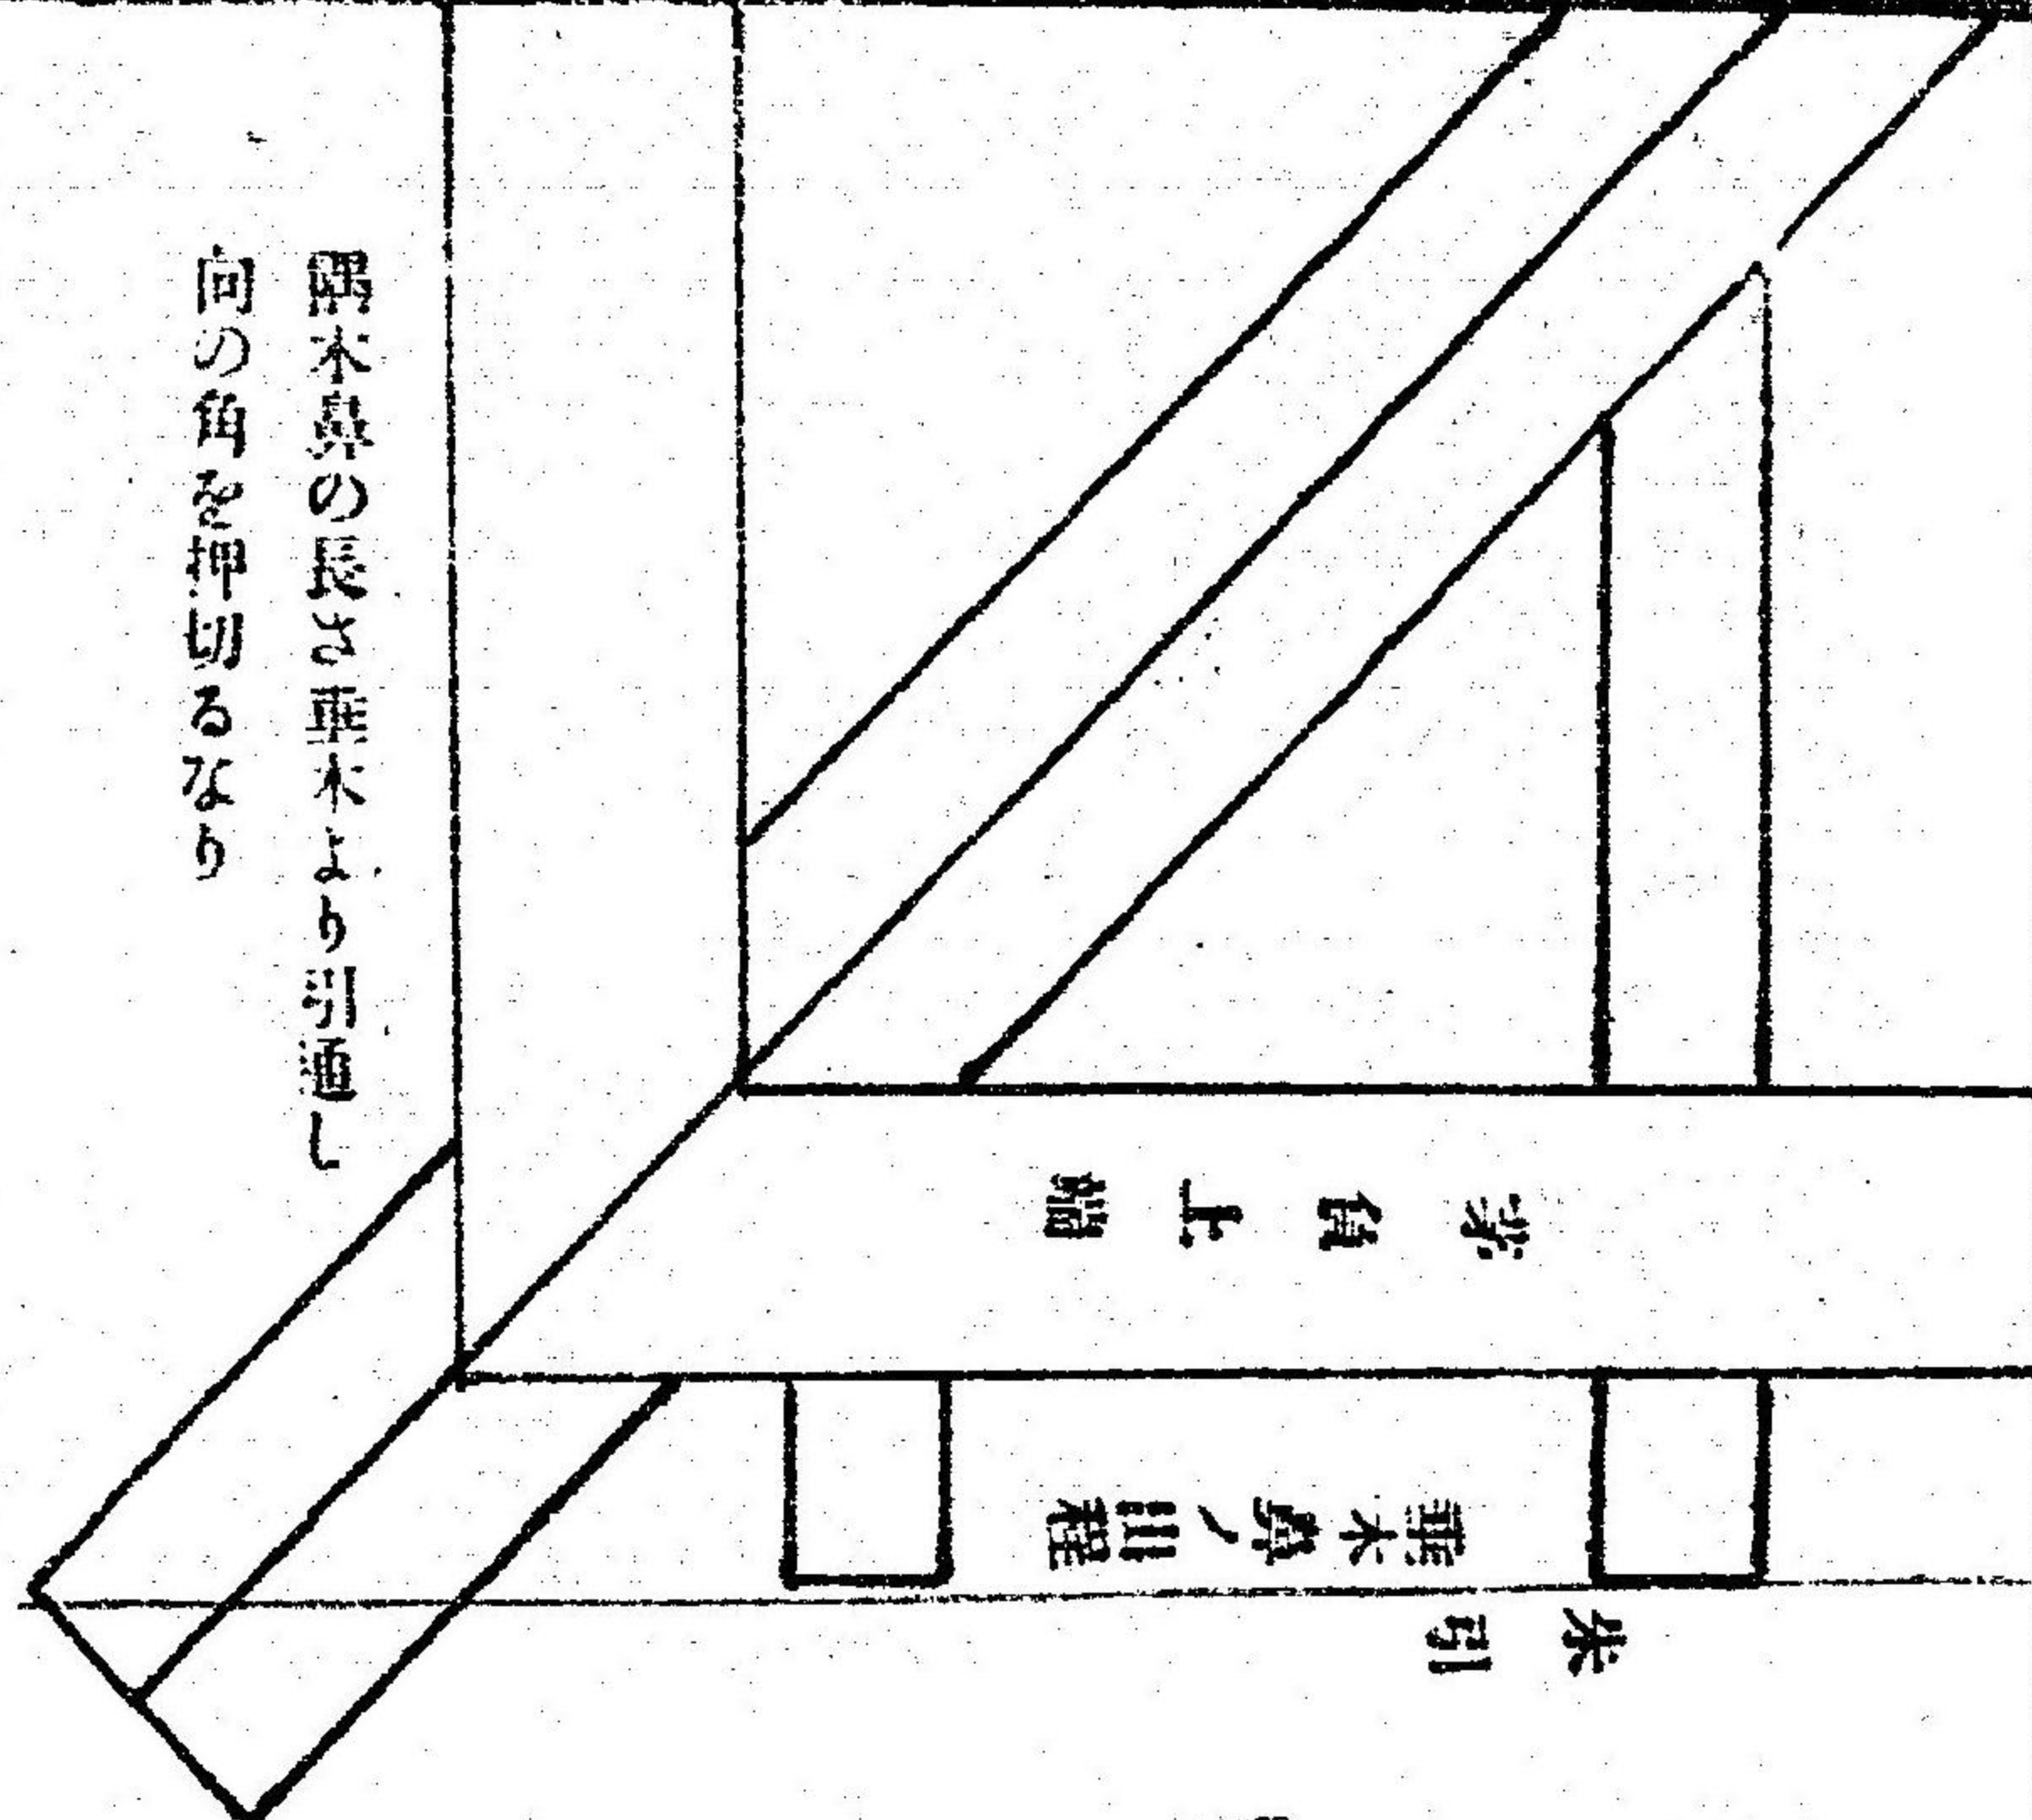 隅木鼻の長さ垂木より引通し
向の角を押切るなり
茅負上端
垂木鼻ノ出程
朱引